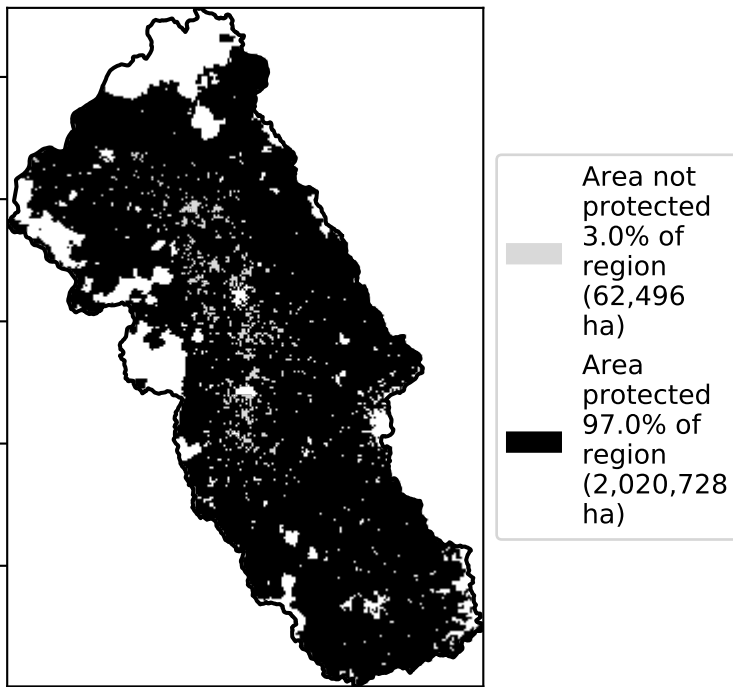 Area not
protected
3.0% of
region
(62,496
ha)
Area
protected
97.0% of
region
(2,020,728
ha)